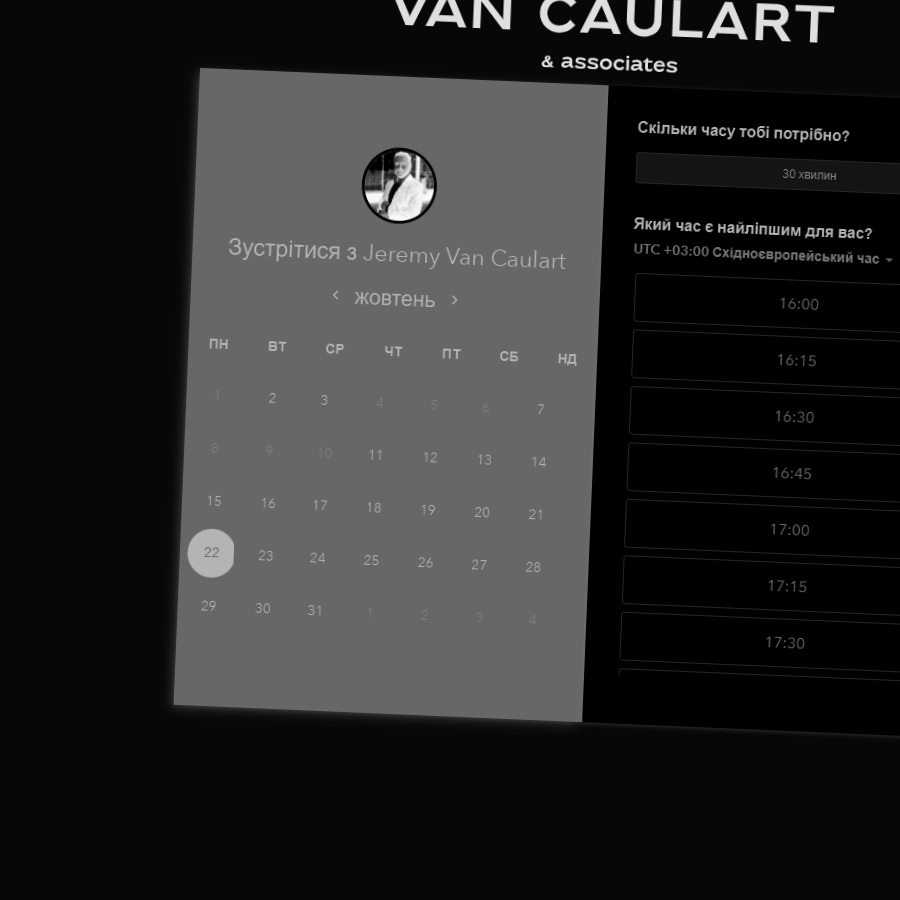 VAN CAULART
& associates
Зустрітися з Jeremy Van Caulart
‹ жовтень ›
ПН ВТ СР ЧТ ПТ СБ НД
1 2 3 4 5 6 7
8 9 10 11 12 13 14
15 16 17 18 19 20 21
22 23 24 25 26 27 28
29 30 31 1 2 3 4
Скільки часу тобі потрібно?
30 хвилин
Який час є найліпшим для вас?
UTC +03:00 Східноєвропейський час
16:00
16:15
16:30
16:45
17:00
17:15
17:30